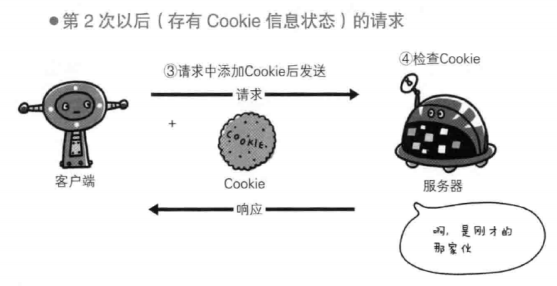 ●第 2 次以后（存有 Cookie 信息状态）的请求
④检查Cookie
③请求中添加Cookie后发送
请求
+
COOKIE
客户端
Cookie
服务器
响应
啊，是刚才的
那家伙